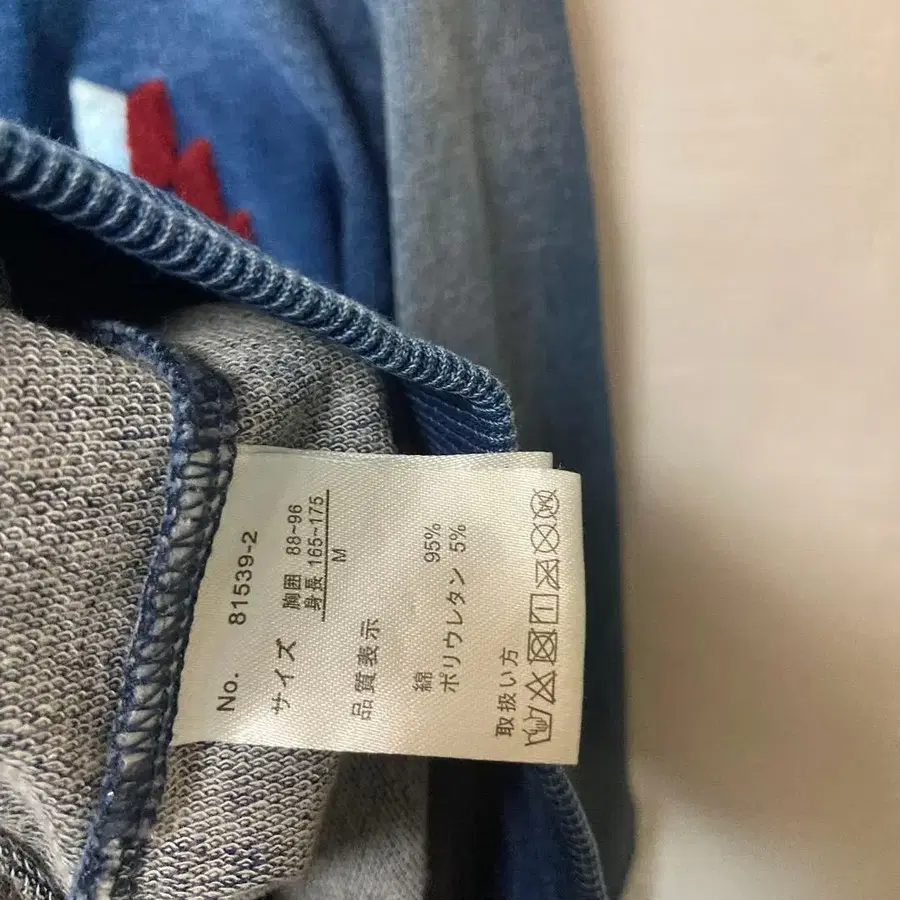 No. 81539-2
サイズ 胸囲 88~96
身長 165~175
M
品質表示
綿 95%
ポリウレタン 5%
取扱い方